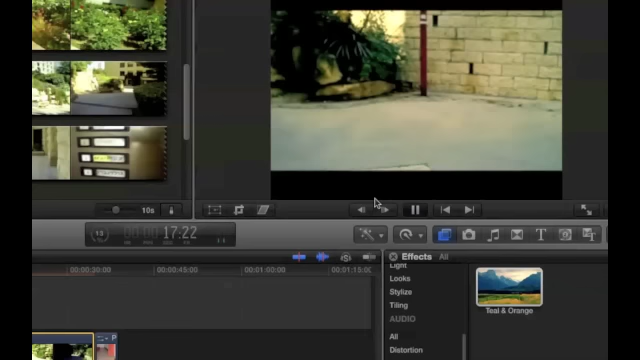 10s
13
17:22
T
00:00:30:00
00:00:45:00
00:01:00:00
00:01:15:00
Effects All
Light
Looks
Stylize
Tiling
AUDIO
All
Distortion
Teal & Orange
P